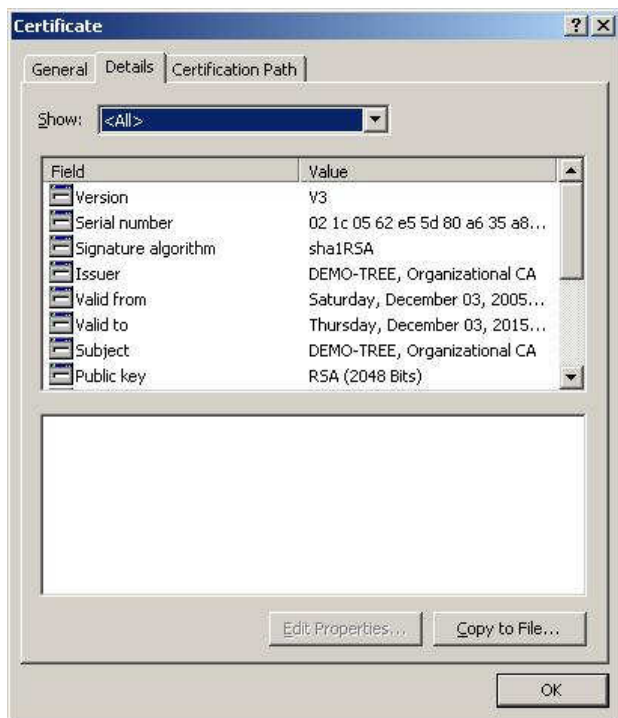 Certificate
General Details Certification Path
Show: <All>
Field Value
Version V3
Serial number 02 1c 05 62 e5 5d 80 a6 35 a8...
Signature algorithm sha1RSA
Issuer DEMO-TREE, Organizational CA
Valid from Saturday, December 03, 2005...
Valid to Thursday, December 03, 2015...
Subject DEMO-TREE, Organizational CA
Public key RSA (2048 Bits)
Edit Properties... Copy to File...
OK